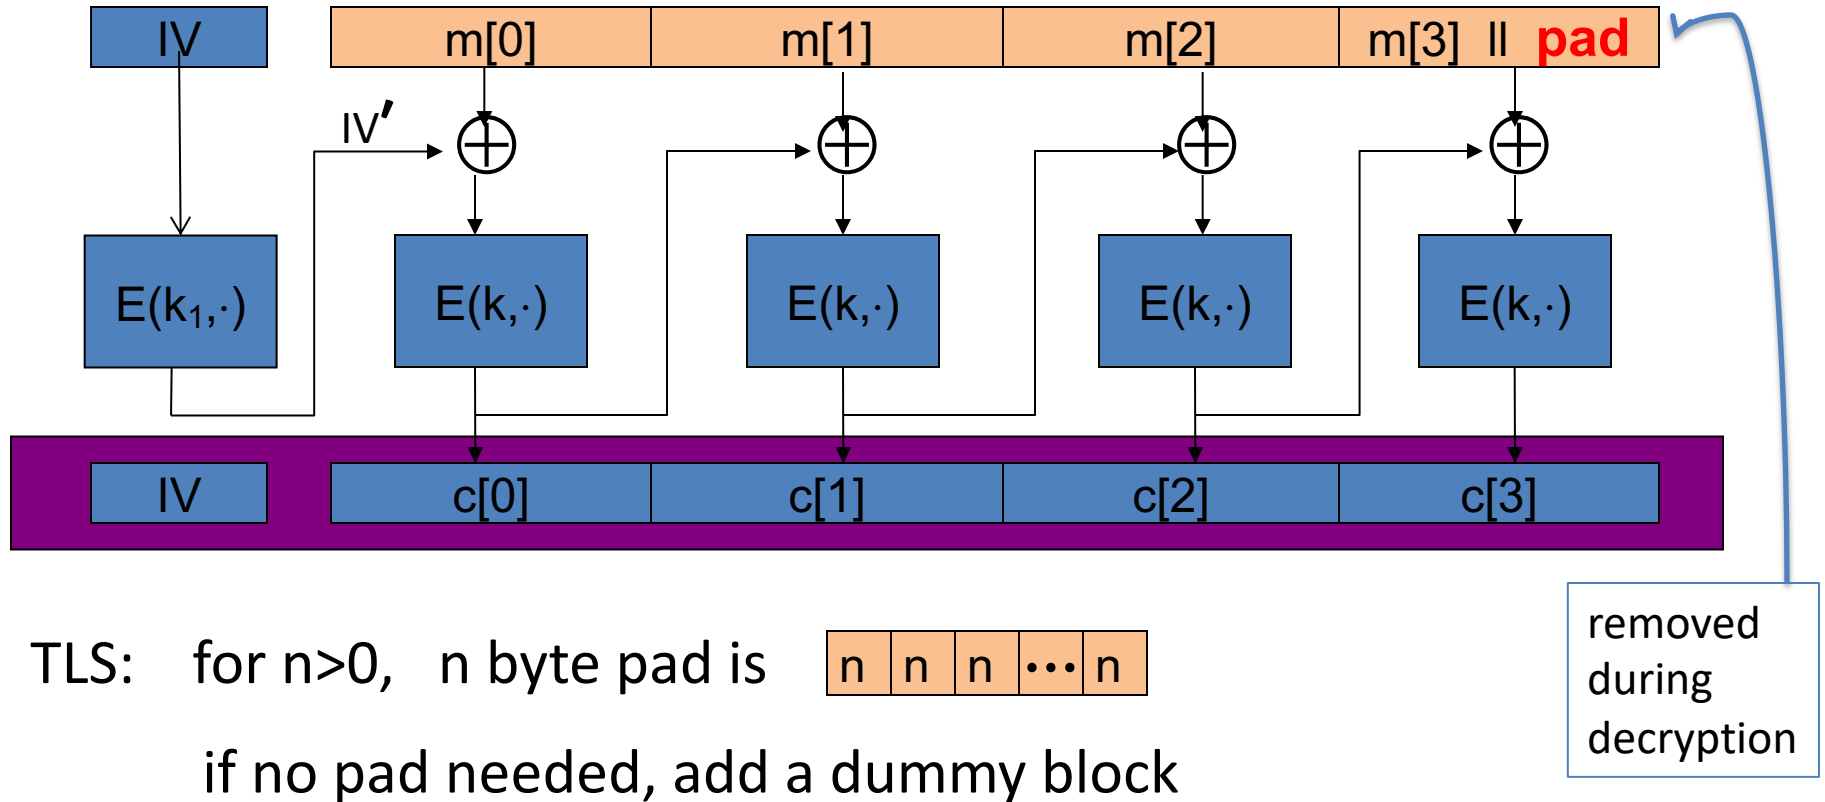 IV m[0] m[1] m[2] m[3] ll pad
IV′
E(k₁,·) E(k,·) E(k,·) E(k,·) E(k,·)
IV c[0] c[1] c[2] c[3]
removed
during
decryption
TLS: for n>0, n byte pad is n n n ··· n
if no pad needed, add a dummy block